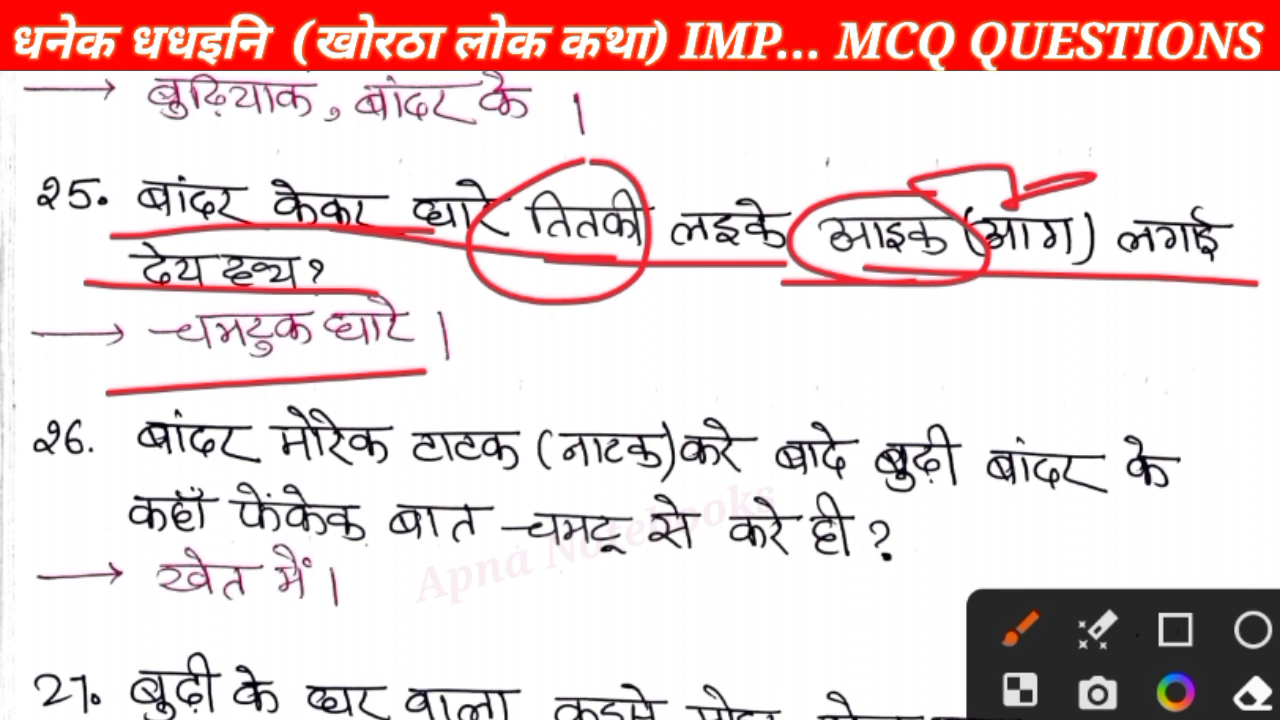 धनेक धधइनि (खोरठा लोक कथा) IMP... MCQ QUESTIONS
→ बुढ़ियाक, बांदर के ।
25. बांदर केकर घारे तितकी लइके आइक (आग) लगाई
देय हथ?
→ चमटुक घारे ।
26. बांदर मोरेक टाटक (नाटक) करे बादे बुढ़ी बांदर के
कहाँ फेंकेक बात चमटू से करे ही ?
→ खेत में ।
Apna Notebooks
27. बुढ़ी के घर वाला कइसे